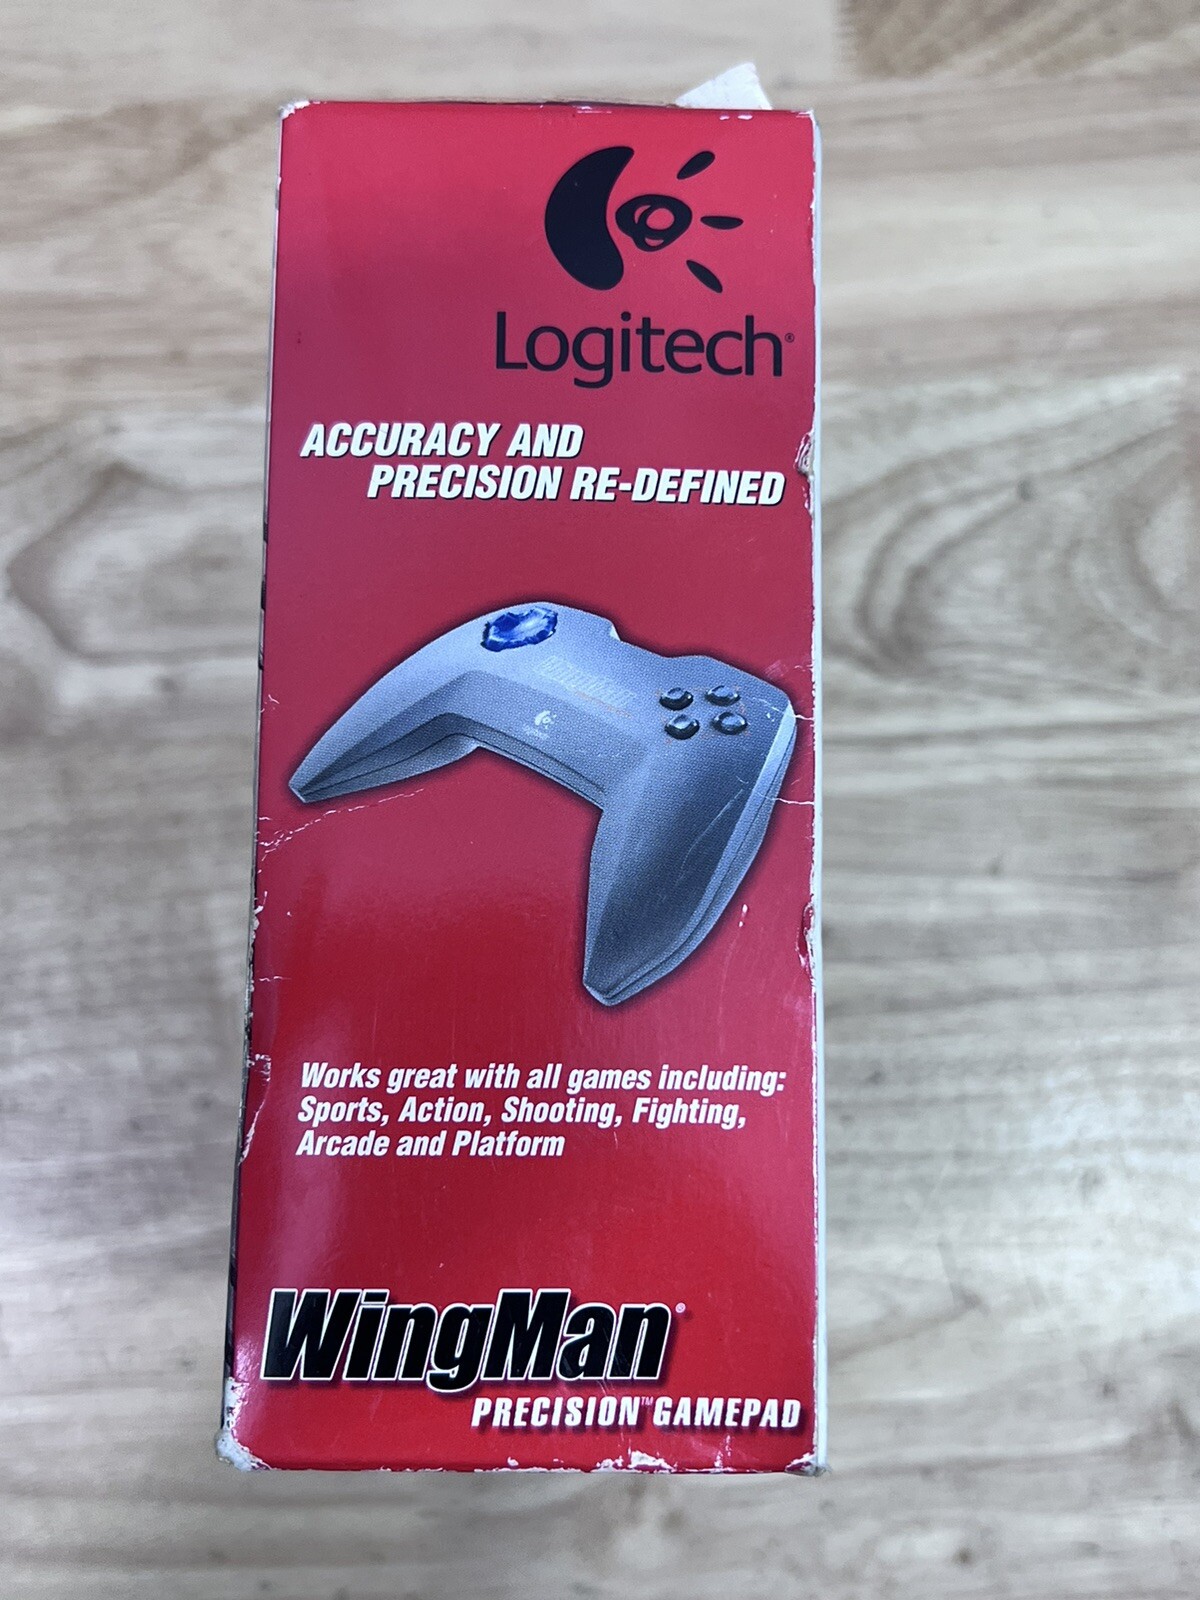 Logitech®
ACCURACY AND
PRECISION RE-DEFINED
Works great with all games including:
Sports, Action, Shooting, Fighting,
Arcade and Platform
WingMan®
PRECISION™ GAMEPAD